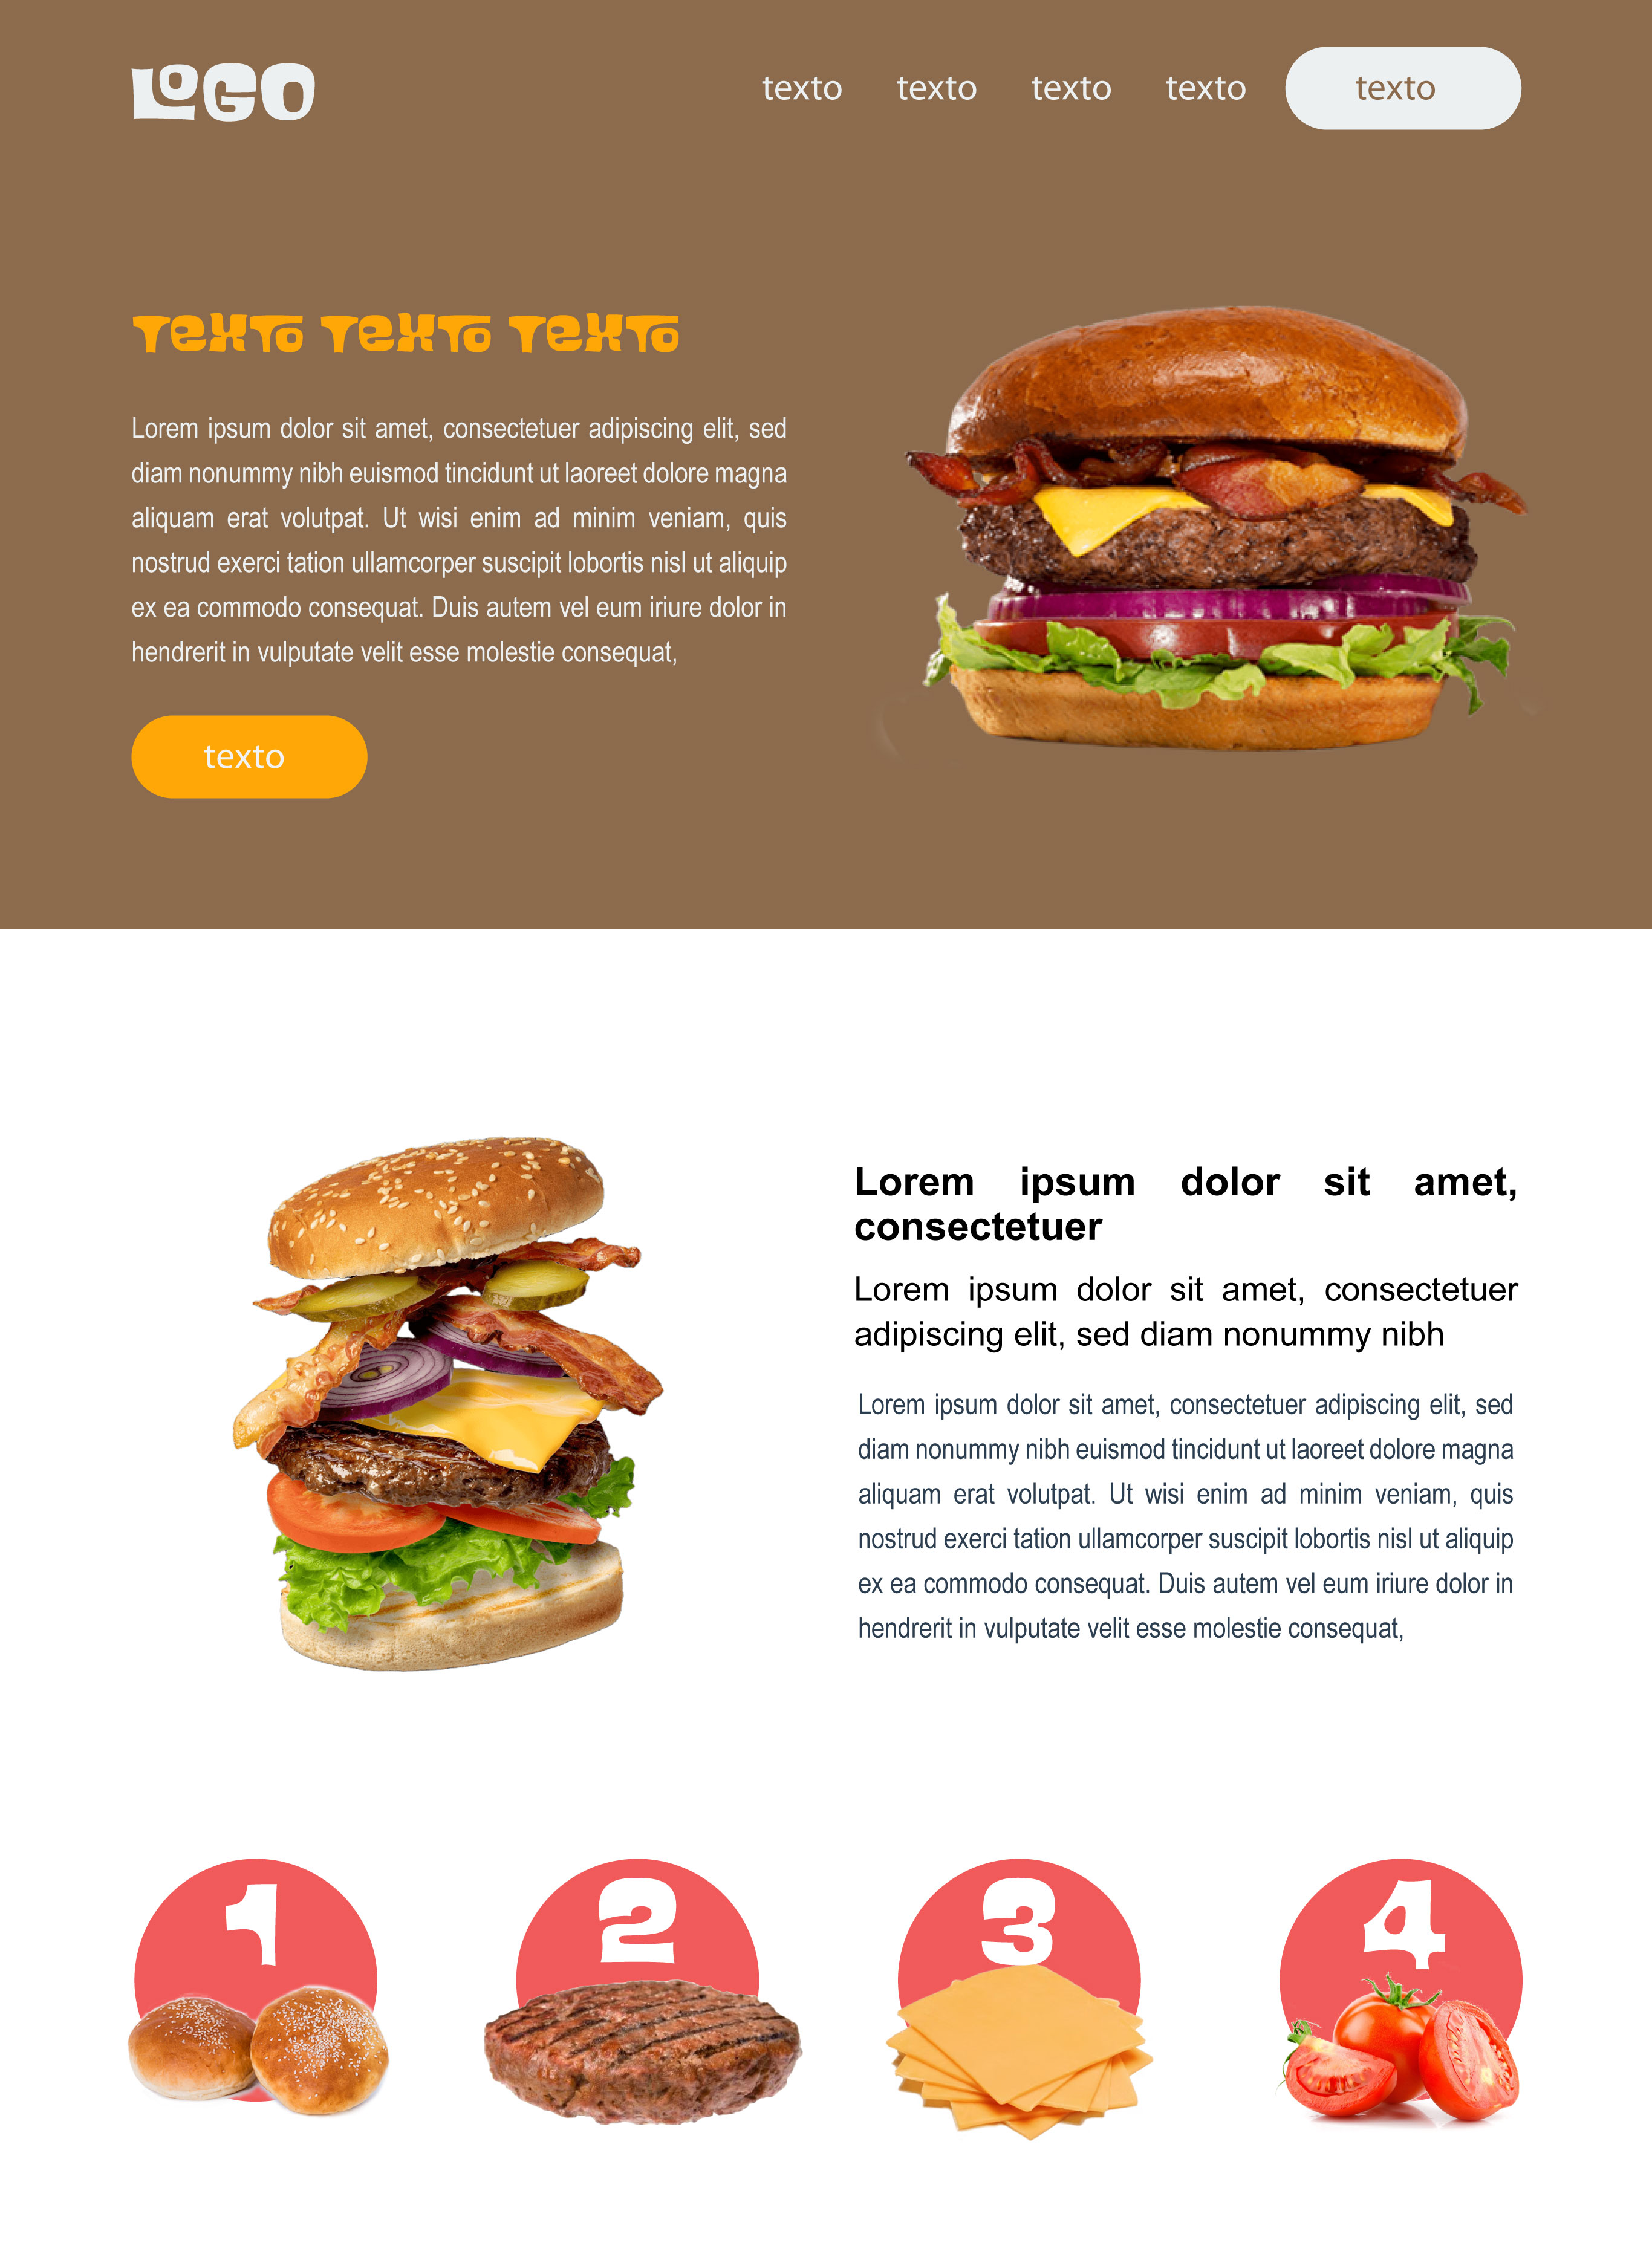 LOGO
texto texto texto texto texto
Texto Texto Texto
Lorem ipsum dolor sit amet, consectetuer adipiscing elit, sed
diam nonummy nibh euismod tincidunt ut laoreet dolore magna
aliquam erat volutpat. Ut wisi enim ad minim veniam, quis
nostrud exerci tation ullamcorper suscipit lobortis nisl ut aliquip
ex ea commodo consequat. Duis autem vel eum iriure dolor in
hendrerit in vulputate velit esse molestie consequat,
texto
Lorem ipsum dolor sit amet,
consectetuer
Lorem ipsum dolor sit amet, consectetuer
adipiscing elit, sed diam nonummy nibh
Lorem ipsum dolor sit amet, consectetuer adipiscing elit, sed
diam nonummy nibh euismod tincidunt ut laoreet dolore magna
aliquam erat volutpat. Ut wisi enim ad minim veniam, quis
nostrud exerci tation ullamcorper suscipit lobortis nisl ut aliquip
ex ea commodo consequat. Duis autem vel eum iriure dolor in
hendrerit in vulputate velit esse molestie consequat,
1 2 3 4